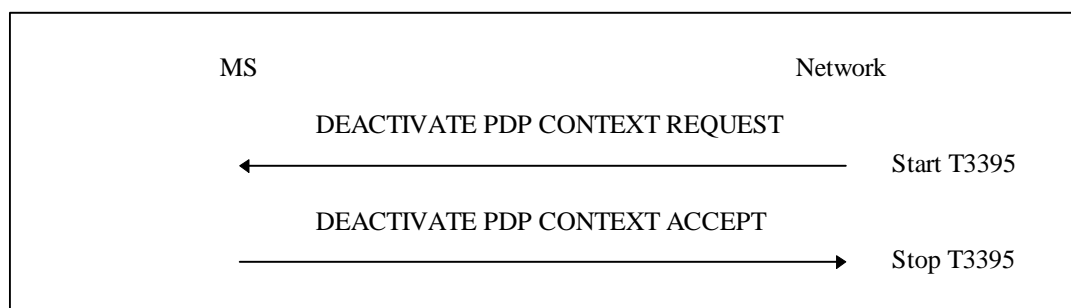 MS Network
DEACTIVATE PDP CONTEXT REQUEST
Start T3395
DEACTIVATE PDP CONTEXT ACCEPT
Stop T3395